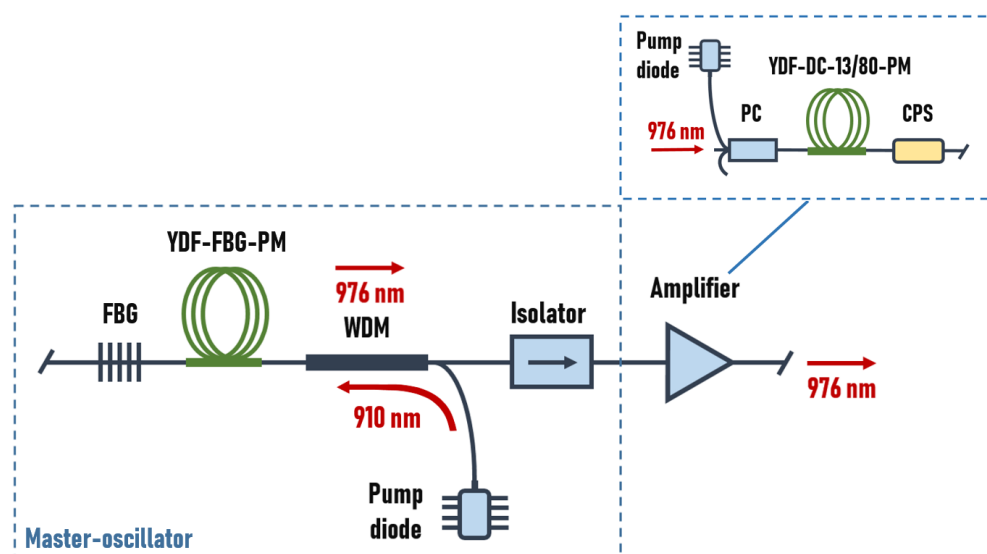 Pump
diode
YDF-DC-13/80-PM
PC
CPS
976 nm
YDF-FBG-PM
976 nm
FBG
WDM
Isolator
Amplifier
910 nm
976 nm
Pump
diode
Master-oscillator